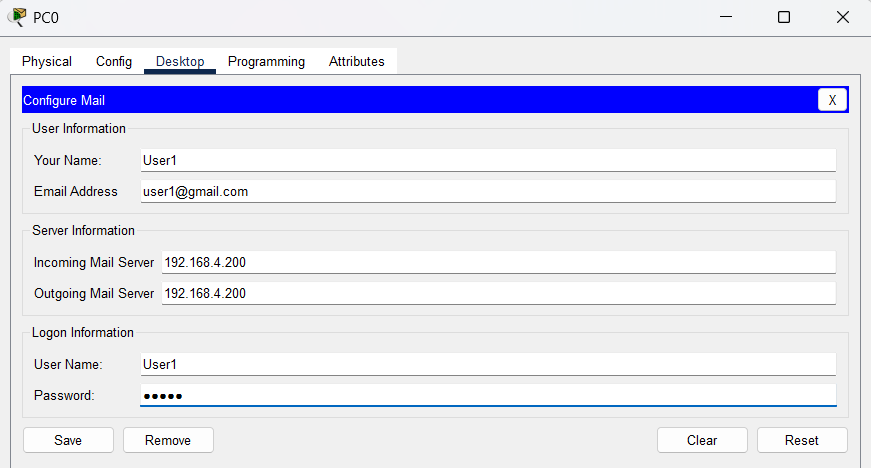 PC0
Physical Config Desktop Programming Attributes
Configure Mail X
User Information
Your Name: User1
Email Address user1@gmail.com
Server Information
Incoming Mail Server 192.168.4.200
Outgoing Mail Server 192.168.4.200
Logon Information
User Name: User1
Password: ●●●●●
Save Remove Clear Reset